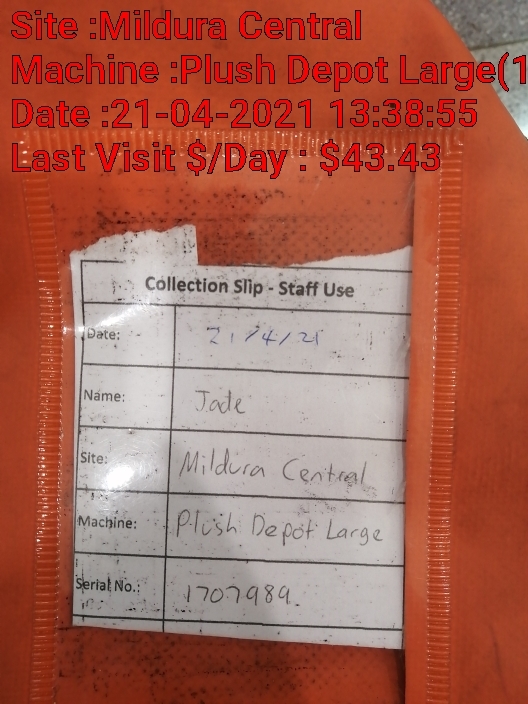 Site :Mildura Central
Machine :Plush Depot Large(1
Date :21-04-2021 13:38:55
Last Visit $/Day : $43.43
Collection Slip - Staff Use
Date: 21/4/21
Name: Jade
Site: Mildura Central
Machine: Plush Depot Large
Serial No.: 1707989